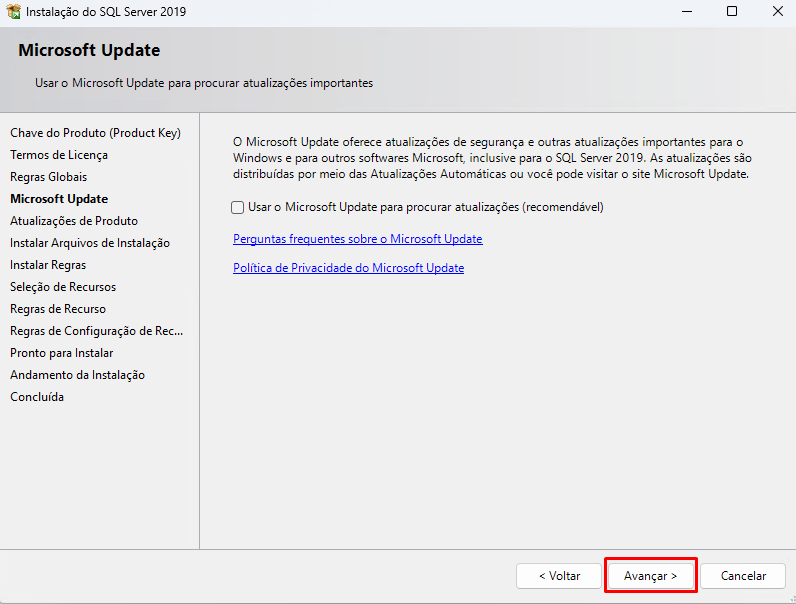 Instalação do SQL Server 2019
Microsoft Update
Usar o Microsoft Update para procurar atualizações importantes
Chave do Produto (Product Key)
Termos de Licença
Regras Globais
Microsoft Update
Atualizações de Produto
Instalar Arquivos de Instalação
Instalar Regras
Seleção de Recursos
Regras de Recurso
Regras de Configuração de Rec...
Pronto para Instalar
Andamento da Instalação
Concluída
O Microsoft Update oferece atualizações de segurança e outras atualizações importantes para o
Windows e para outros softwares Microsoft, inclusive para o SQL Server 2019. As atualizações são
distribuídas por meio das Atualizações Automáticas ou você pode visitar o site Microsoft Update.
Usar o Microsoft Update para procurar atualizações (recomendável)
Perguntas frequentes sobre o Microsoft Update
Política de Privacidade do Microsoft Update
< Voltar
Avançar >
Cancelar